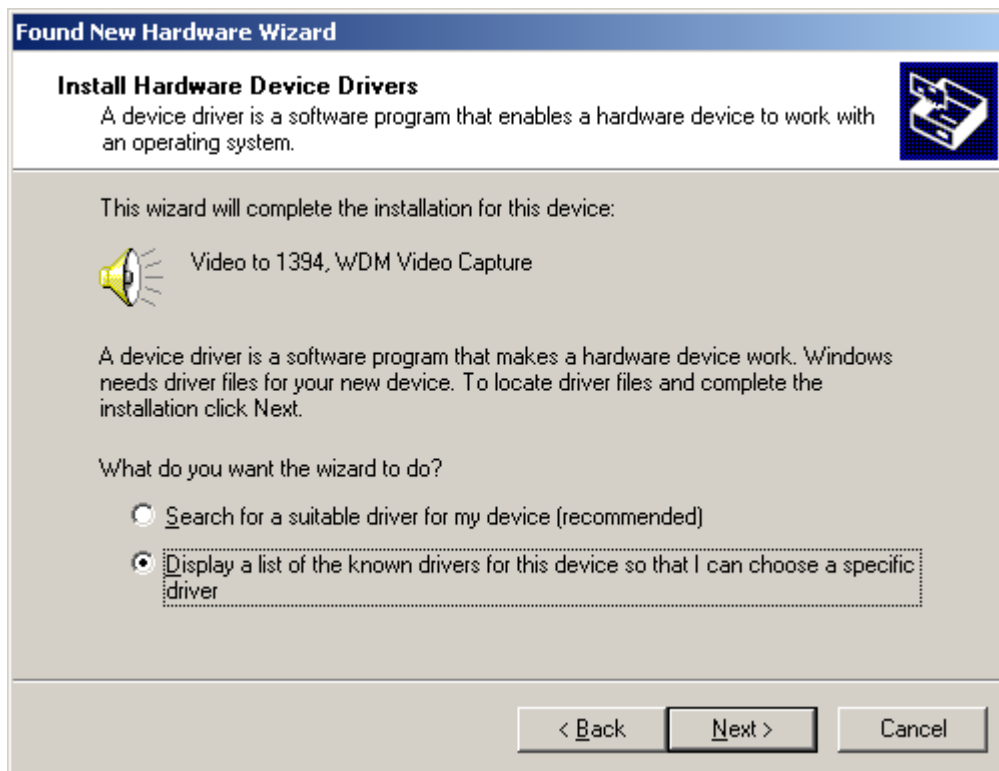 Found New Hardware Wizard
Install Hardware Device Drivers
A device driver is a software program that enables a hardware device to work with
an operating system.
This wizard will complete the installation for this device:
Video to 1394, WDM Video Capture
A device driver is a software program that makes a hardware device work. Windows
needs driver files for your new device. To locate driver files and complete the
installation click Next.
What do you want the wizard to do?
Search for a suitable driver for my device (recommended)
Display a list of the known drivers for this device so that I can choose a specific
driver
< Back Next > Cancel